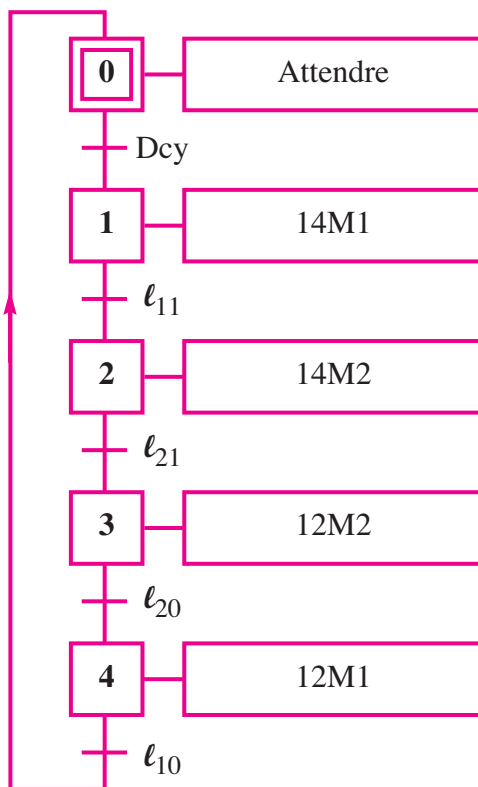 0 Attendre
Dcy
1 14M1
ℓ11
2 14M2
ℓ21
3 12M2
ℓ20
4 12M1
ℓ10